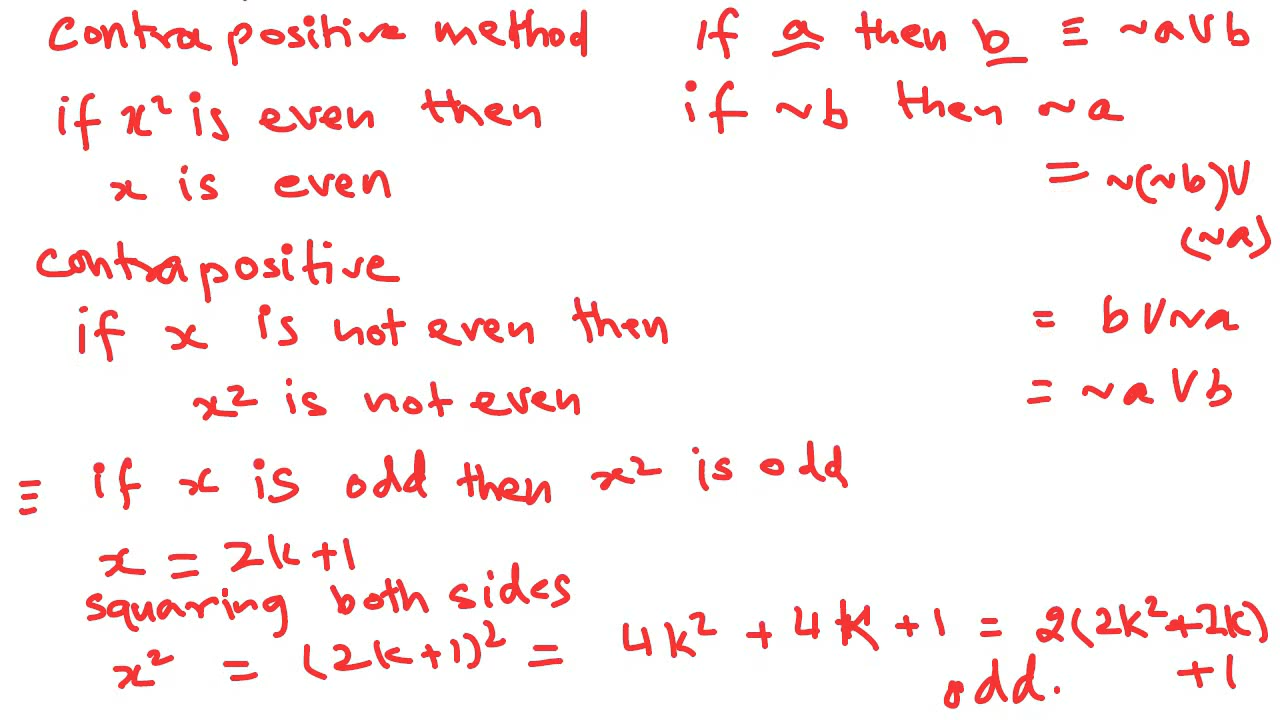 contrapositive method
if x² is even then
x is even
contrapositive
if x is not even then
x² is not even
≡ if x is odd then x² is odd
x = 2k+1
squaring both sides
x² = (2k+1)² = 4k² + 4k + 1 = 2(2k²+2k)
+1
odd.
if a then b ≡ ~a∨b
if ~b then ~a
= ~(~b)∨
(~a)
= b∨~a
= ~a∨b